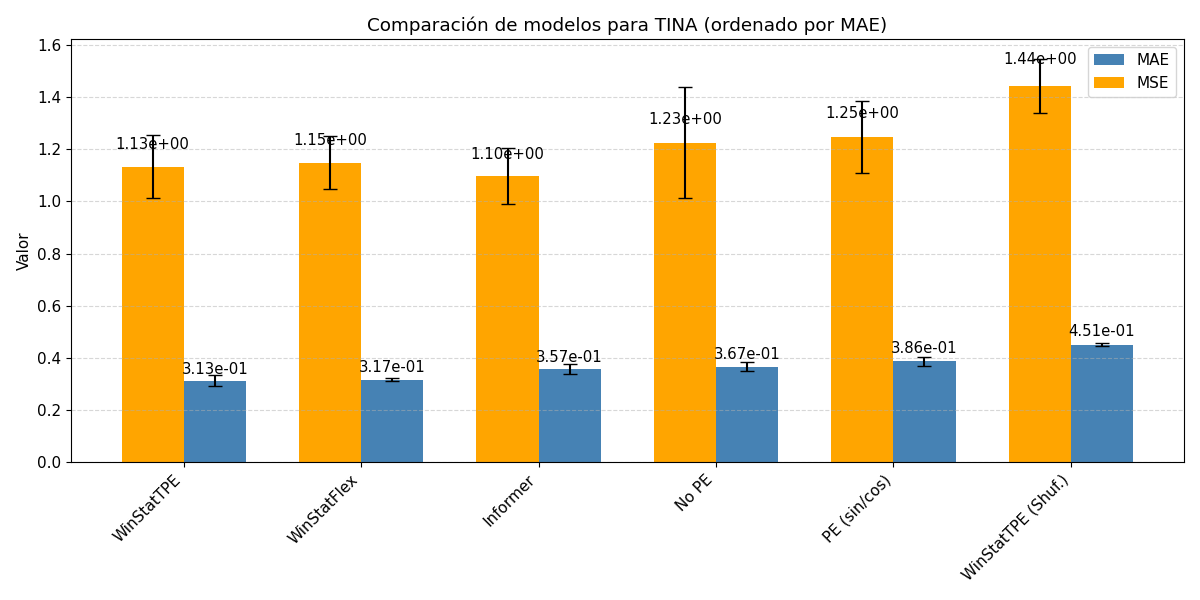 Comparación de modelos para TINA (ordenado por MAE)
MAE
MSE
Valor
1.6
1.4
1.2
1.0
0.8
0.6
0.4
0.2
0.0
1.13e+00
3.13e-01
1.15e+00
3.17e-01
1.10e+00
3.57e-01
1.23e+00
3.67e-01
1.25e+00
3.86e-01
1.44e+00
4.51e-01
WinStatTPE
WinStatFlex
Informer
No PE
PE (sin/cos)
WinStatTPE (Shuf.)